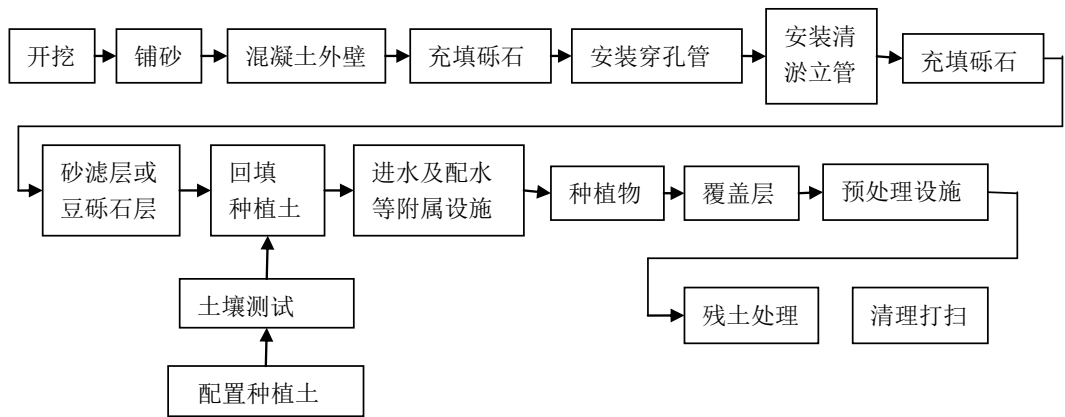 开挖
铺砂
混凝土外壁
充填砾石
安装穿孔管
安装清
淤立管
充填砾石
砂滤层或
豆砾石层
回填
种植土
进水及配水
等附属设施
种植物
覆盖层
预处理设施
土壤测试
配置种植土
残土处理
清理打扫